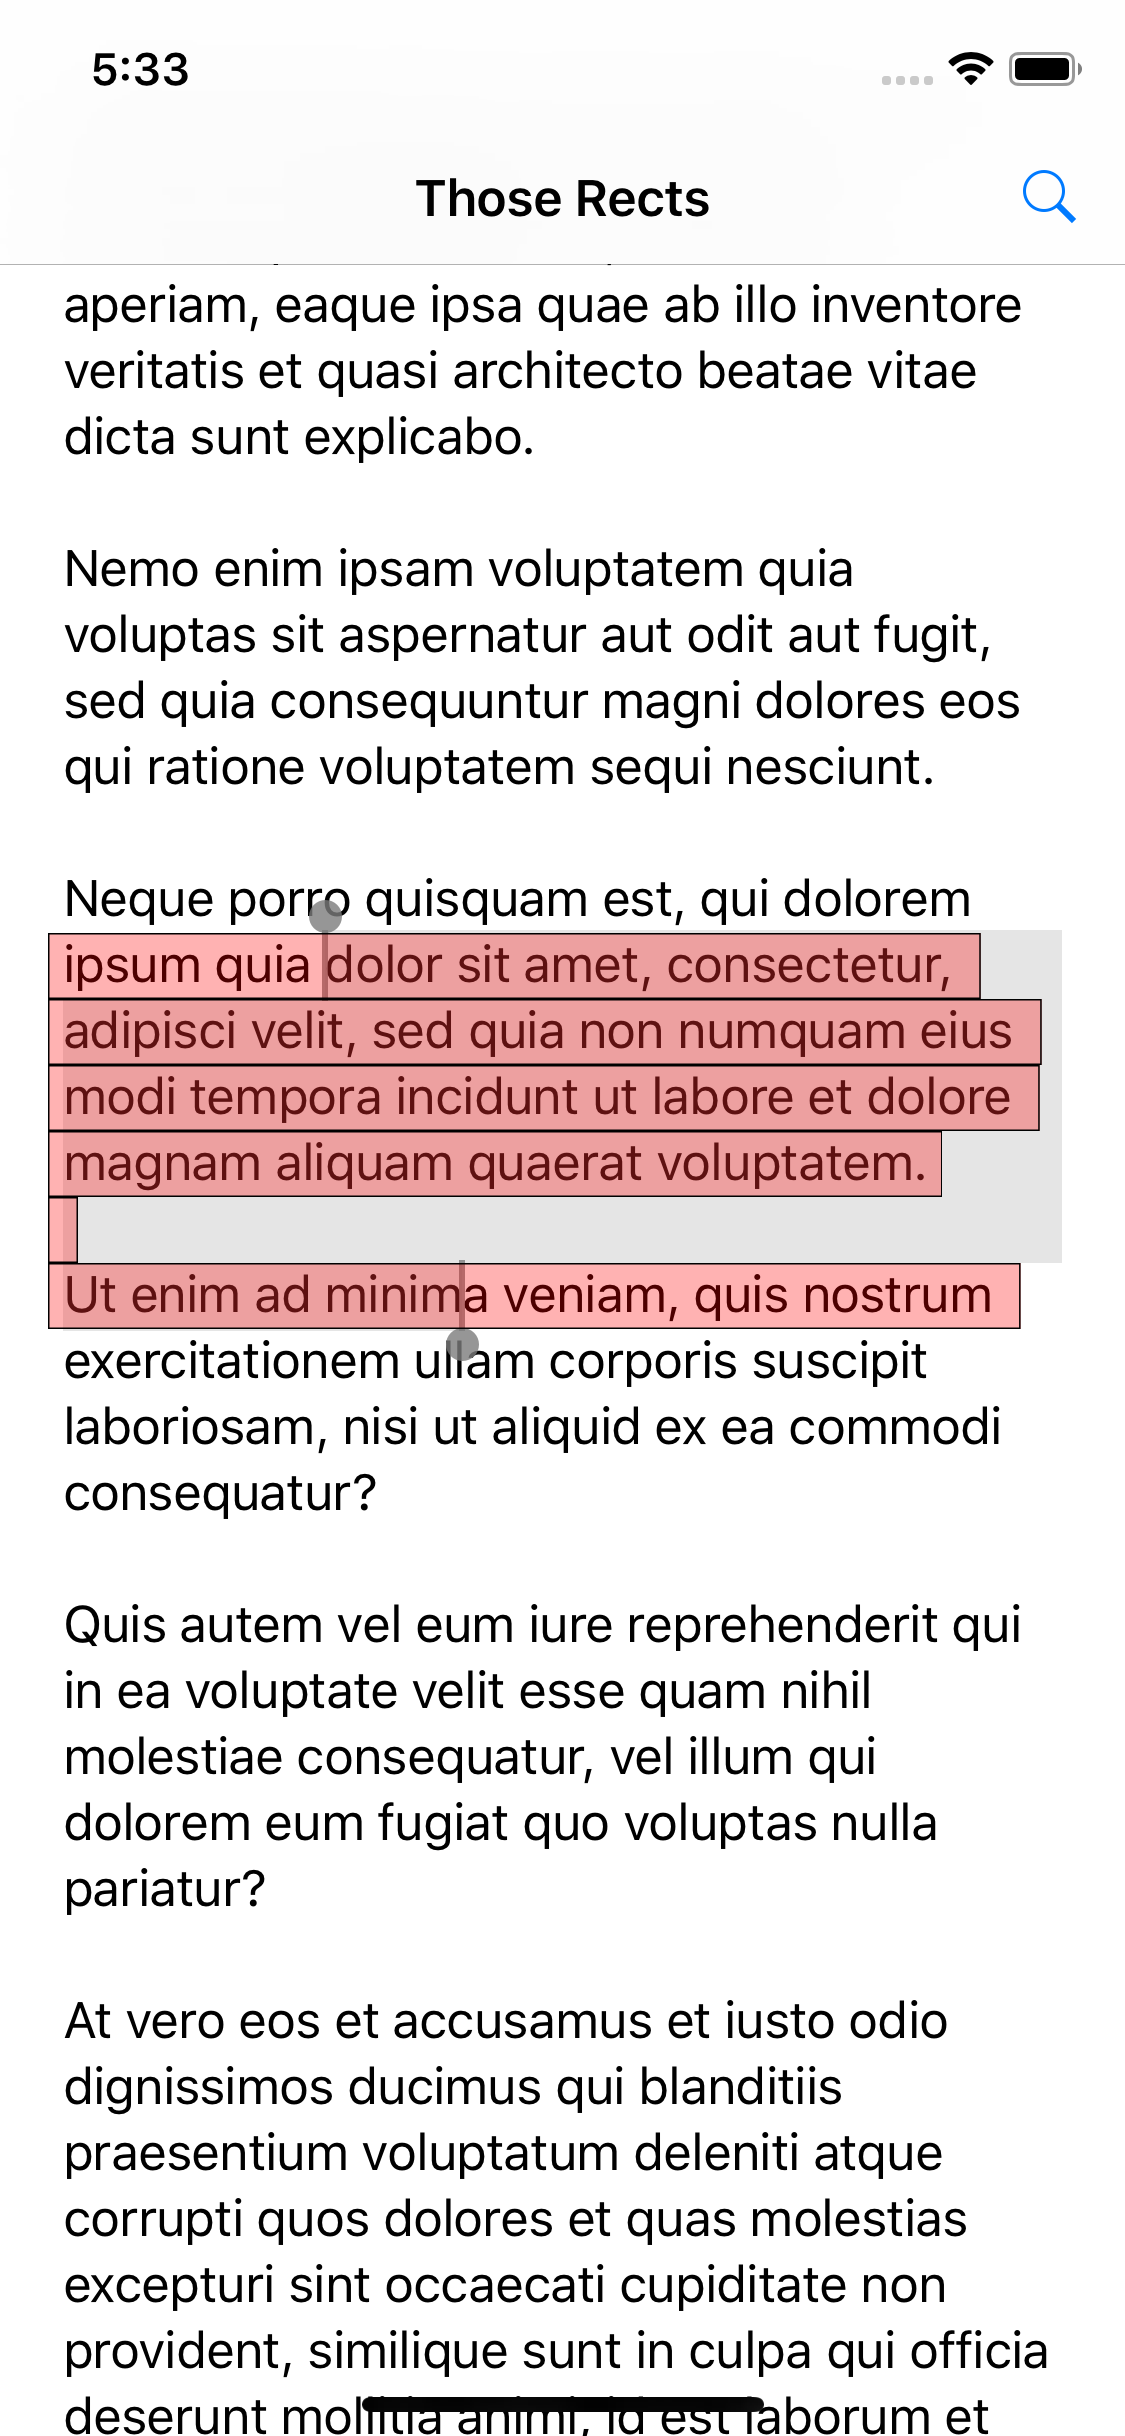 5:33
Those Rects
aperiam, eaque ipsa quae ab illo inventore
veritatis et quasi architecto beatae vitae
dicta sunt explicabo.
Nemo enim ipsam voluptatem quia
voluptas sit aspernatur aut odit aut fugit,
sed quia consequuntur magni dolores eos
qui ratione voluptatem sequi nesciunt.
Neque porro quisquam est, qui dolorem
ipsum quia dolor sit amet, consectetur,
adipisci velit, sed quia non numquam eius
modi tempora incidunt ut labore et dolore
magnam aliquam quaerat voluptatem.
Ut enim ad minima veniam, quis nostrum
exercitationem ullam corporis suscipit
laboriosam, nisi ut aliquid ex ea commodi
consequatur?
Quis autem vel eum iure reprehenderit qui
in ea voluptate velit esse quam nihil
molestiae consequatur, vel illum qui
dolorem eum fugiat quo voluptas nulla
pariatur?
At vero eos et accusamus et iusto odio
dignissimos ducimus qui blanditiis
praesentium voluptatum deleniti atque
corrupti quos dolores et quas molestias
excepturi sint occaecati cupiditate non
provident, similique sunt in culpa qui officia
deserunt mollitia animi, id est laborum et